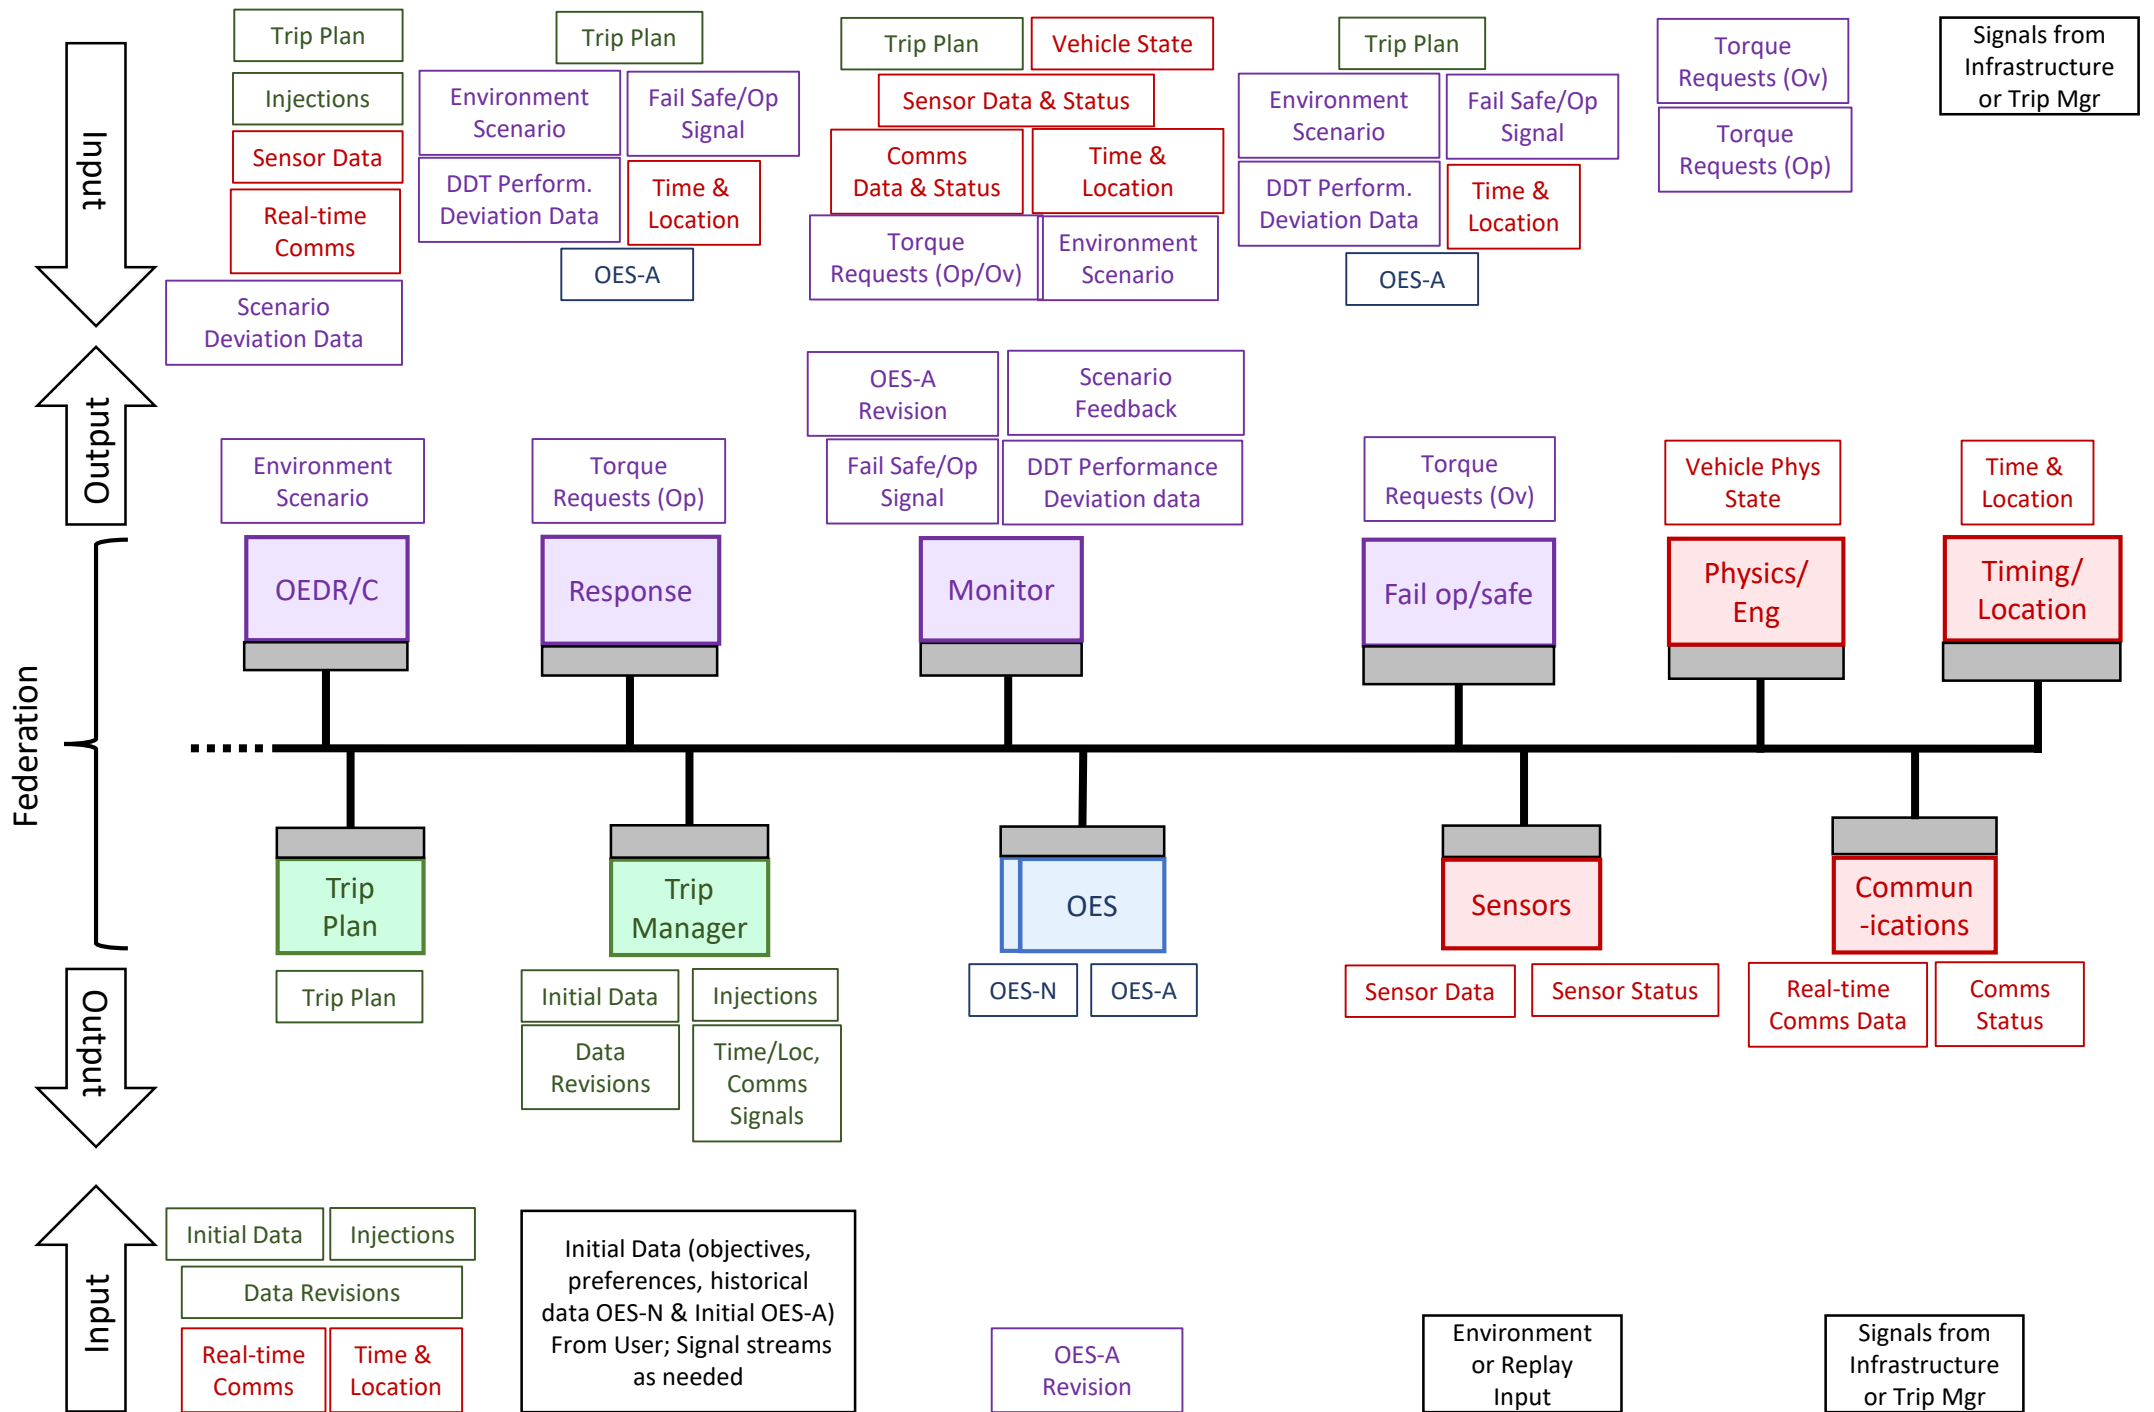 Trip Plan
Injections
Sensor Data
Real-time
Comms
Scenario
Deviation Data
Trip Plan
Environment
Scenario
Fail Safe/Op
Signal
DDT Perform.
Deviation Data
Time &
Location
OES-A
Trip Plan
Vehicle State
Sensor Data & Status
Comms
Data & Status
Time &
Location
Torque
Requests (Op/Ov)
Environment
Scenario
Trip Plan
Environment
Scenario
Fail Safe/Op
Signal
DDT Perform.
Deviation Data
Time &
Location
OES-A
Torque
Requests (Ov)
Torque
Requests (Op)
Signals from
Infrastructure
or Trip Mgr
Input
Output
Environment
Scenario
Torque
Requests (Op)
OES-A
Revision
Scenario
Feedback
Fail Safe/Op
Signal
DDT Performance
Deviation data
Torque
Requests (Ov)
Vehicle Phys
State
Time &
Location
Federation
OEDR/C
Response
Monitor
Fail op/safe
Physics/
Eng
Timing/
Location
Trip
Plan
Trip
Manager
OES
Sensors
Commun
-ications
Output
Trip Plan
Initial Data
Injections
Data
Revisions
Time/Loc,
Comms
Signals
OES-N
OES-A
Sensor Data
Sensor Status
Real-time
Comms Data
Comms
Status
Input
Initial Data
Injections
Data Revisions
Real-time
Comms
Time &
Location
Initial Data (objectives,
preferences, historical
data OES-N & Initial OES-A)
From User; Signal streams
as needed
OES-A
Revision
Environment
or Replay
Input
Signals from
Infrastructure
or Trip Mgr